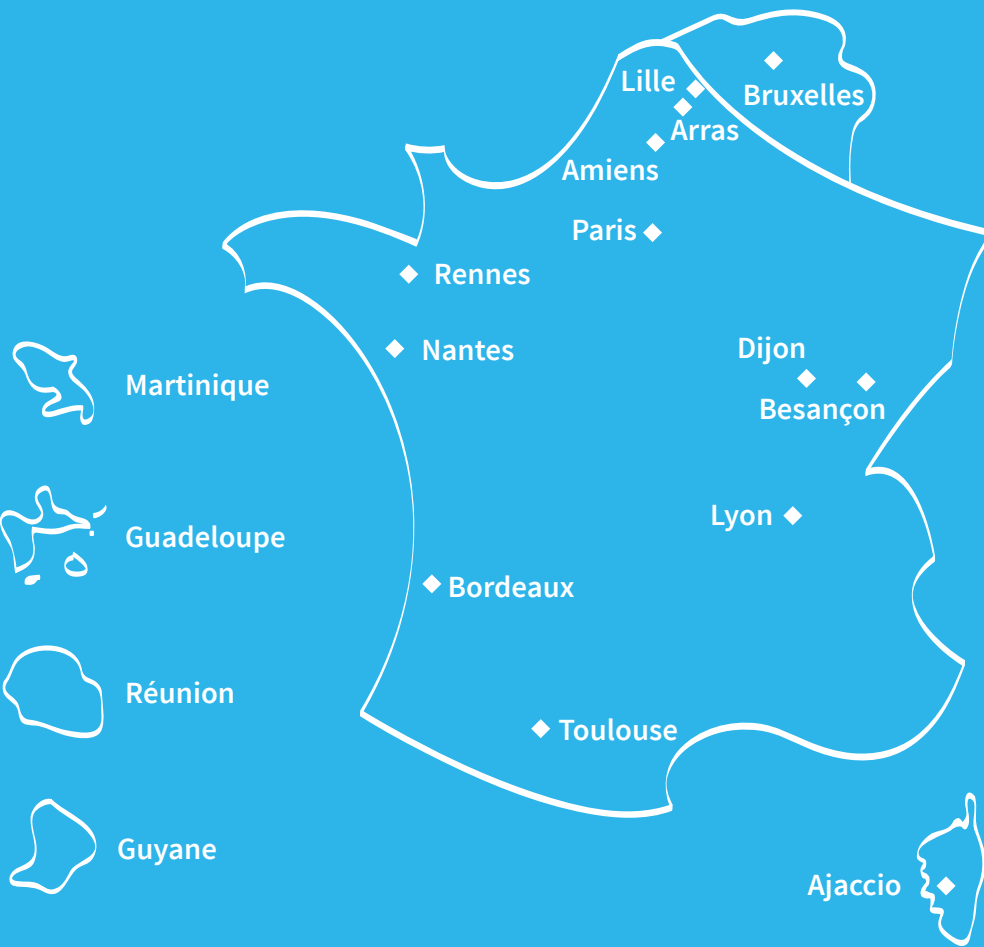 Lille
Bruxelles
Arras
Amiens
Paris
Rennes
Nantes
Dijon
Martinique
Besançon
Lyon
Guadeloupe
Bordeaux
Réunion
Toulouse
Guyane
Ajaccio